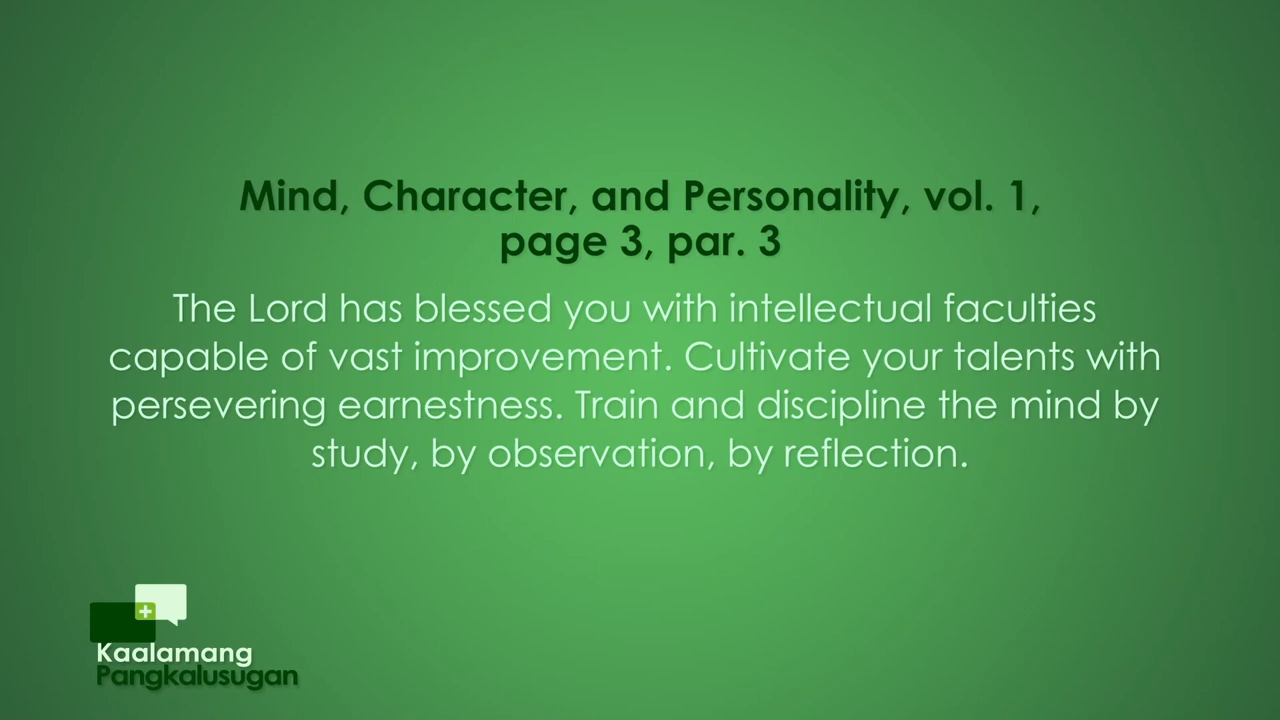 Mind, Character, and Personality, vol. 1,
page 3, par. 3
The Lord has blessed you with intellectual faculties
capable of vast improvement. Cultivate your talents with
persevering earnestness. Train and discipline the mind by
study, by observation, by reflection.
Kaalamang
Pangkalusugan